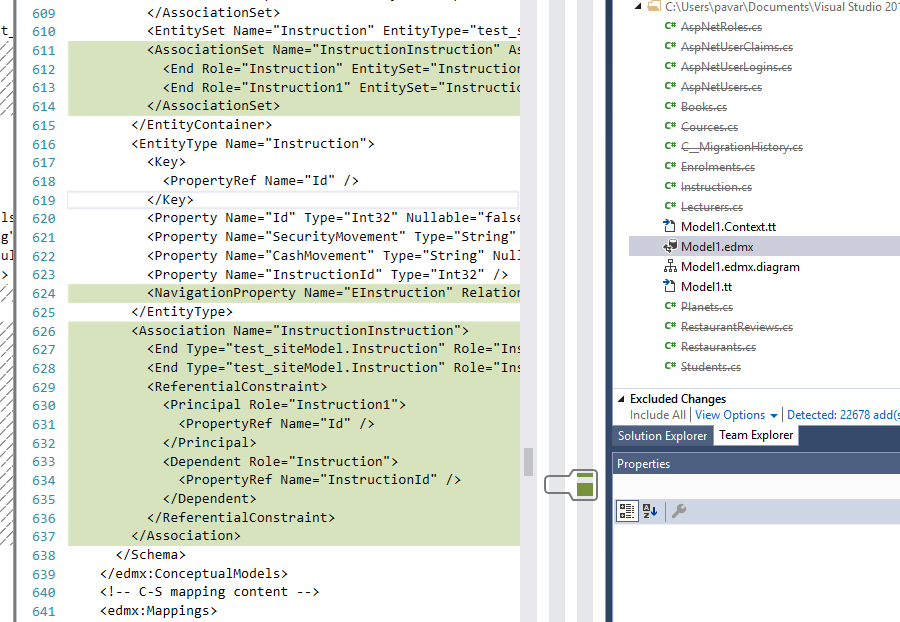 609 </AssociationSet>
610 <EntitySet Name="Instruction" EntityType="test_s
611 <AssociationSet Name="InstructionInstruction" As
612 <End Role="Instruction" EntitySet="Instruction
613 <End Role="Instruction1" EntitySet="Instructio
614 </AssociationSet>
615 </EntityContainer>
616 <EntityType Name="Instruction">
617 <Key>
618 <PropertyRef Name="Id" />
619 </Key>
620 <Property Name="Id" Type="Int32" Nullable="false
621 <Property Name="SecurityMovement" Type="String"
622 <Property Name="CashMovement" Type="String" Null
623 <Property Name="InstructionId" Type="Int32" />
624 <NavigationProperty Name="EInstruction" Relation
625 </EntityType>
626 <Association Name="InstructionInstruction">
627 <End Type="test_siteModel.Instruction" Role="Ins
628 <End Type="test_siteModel.Instruction" Role="Ins
629 <ReferentialConstraint>
630 <Principal Role="Instruction1">
631 <PropertyRef Name="Id" />
632 </Principal>
633 <Dependent Role="Instruction">
634 <PropertyRef Name="InstructionId" />
635 </Dependent>
636 </ReferentialConstraint>
637 </Association>
638 </Schema>
639 </edmx:ConceptualModels>
640 <!-- C-S mapping content -->
641 <edmx:Mappings>
C:\Users\pavar\Documents\Visual Studio 201
C# AspNetRoles.cs
C# AspNetUserClaims.cs
C# AspNetUserLogins.cs
C# AspNetUsers.cs
C# Books.cs
C# Cources.cs
C# C__MigrationHistory.cs
C# Enrolments.cs
C# Instruction.cs
C# Lecturers.cs
Model1.Context.tt
Model1.edmx
Model1.edmx.diagram
Model1.tt
C# Planets.cs
C# RestaurantReviews.cs
C# Restaurants.cs
C# Students.cs
Excluded Changes
Include All | View Options | Detected: 22678 add(s
Solution Explorer Team Explorer
Properties